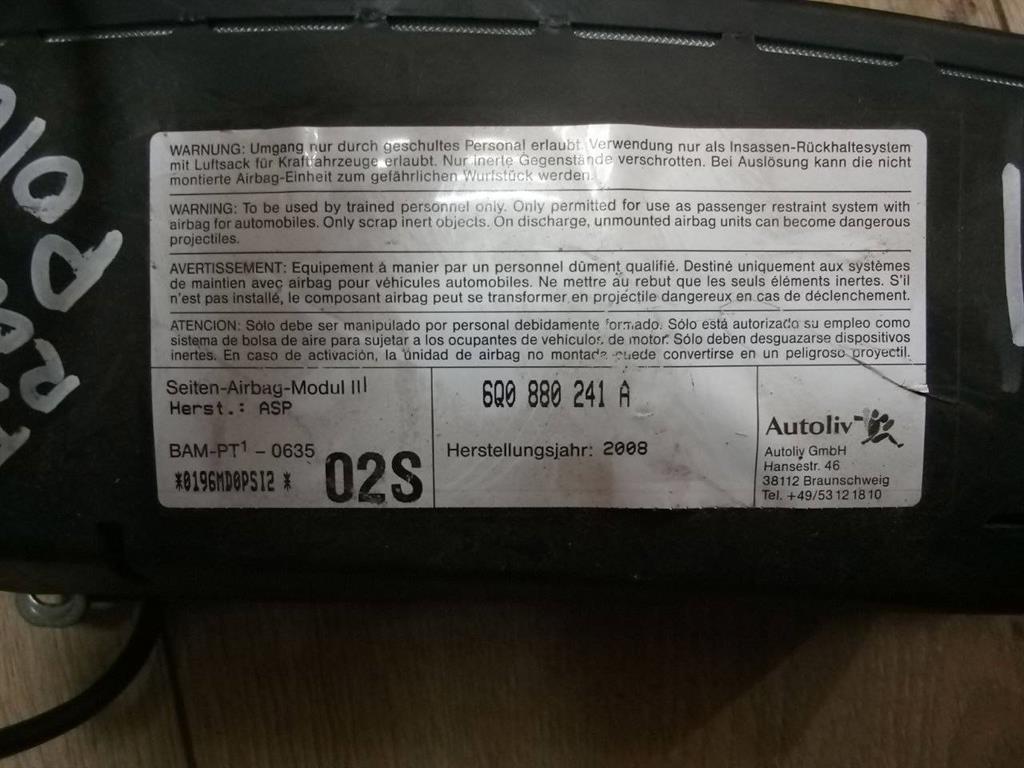 WARNUNG: Umgang nur durch geschultes Personal erlaubt. Verwendung nur als Insassen-Rückhaltesystem
mit Luftsack für Kraftfahrzeuge erlaubt. Nur inerte Gegenstände verschrotten. Bei Auslösung kann die nicht
montierte Airbag-Einheit zum gefährlichen Wurfstück werden.
WARNING: To be used by trained personnel only. Only permitted for use as passenger restraint system with
airbag for automobiles. Only scrap inert objects. On discharge, unmounted airbag units can become dangerous
projectiles.
AVERTISSEMENT: Equipement à manier par un personnel dûment qualifié. Destiné uniquement aux systèmes
de maintien avec airbag pour véhicules automobiles. Ne mettre au rebut que les seuls éléments inertes. S'il
n'est pas installé, le composant airbag peut se transformer en projectile dangereux en cas de déclenchement.
ATENCION: Sólo debe ser manipulado por personal debidamente formado. Sólo está autorizado su empleo como
sistema de bolsa de aire para sujetar a los ocupantes de vehículos de motor. Sólo deben desguazarse dispositivos
inertes. En caso de activación, la unidad de airbag no montada puede convertirse en un peligroso proyectil.
Seiten-Airbag-Modul III
Herst.: ASP
BAM-PT¹ - 0635
*0196MD0PSI2 *
02S
6Q0 880 241 A
Herstellungsjahr: 2008
Autoliv
Autoliv GmbH
Hansestr. 46
38112 Braunschweig
Tel. +49/53 12 18 10